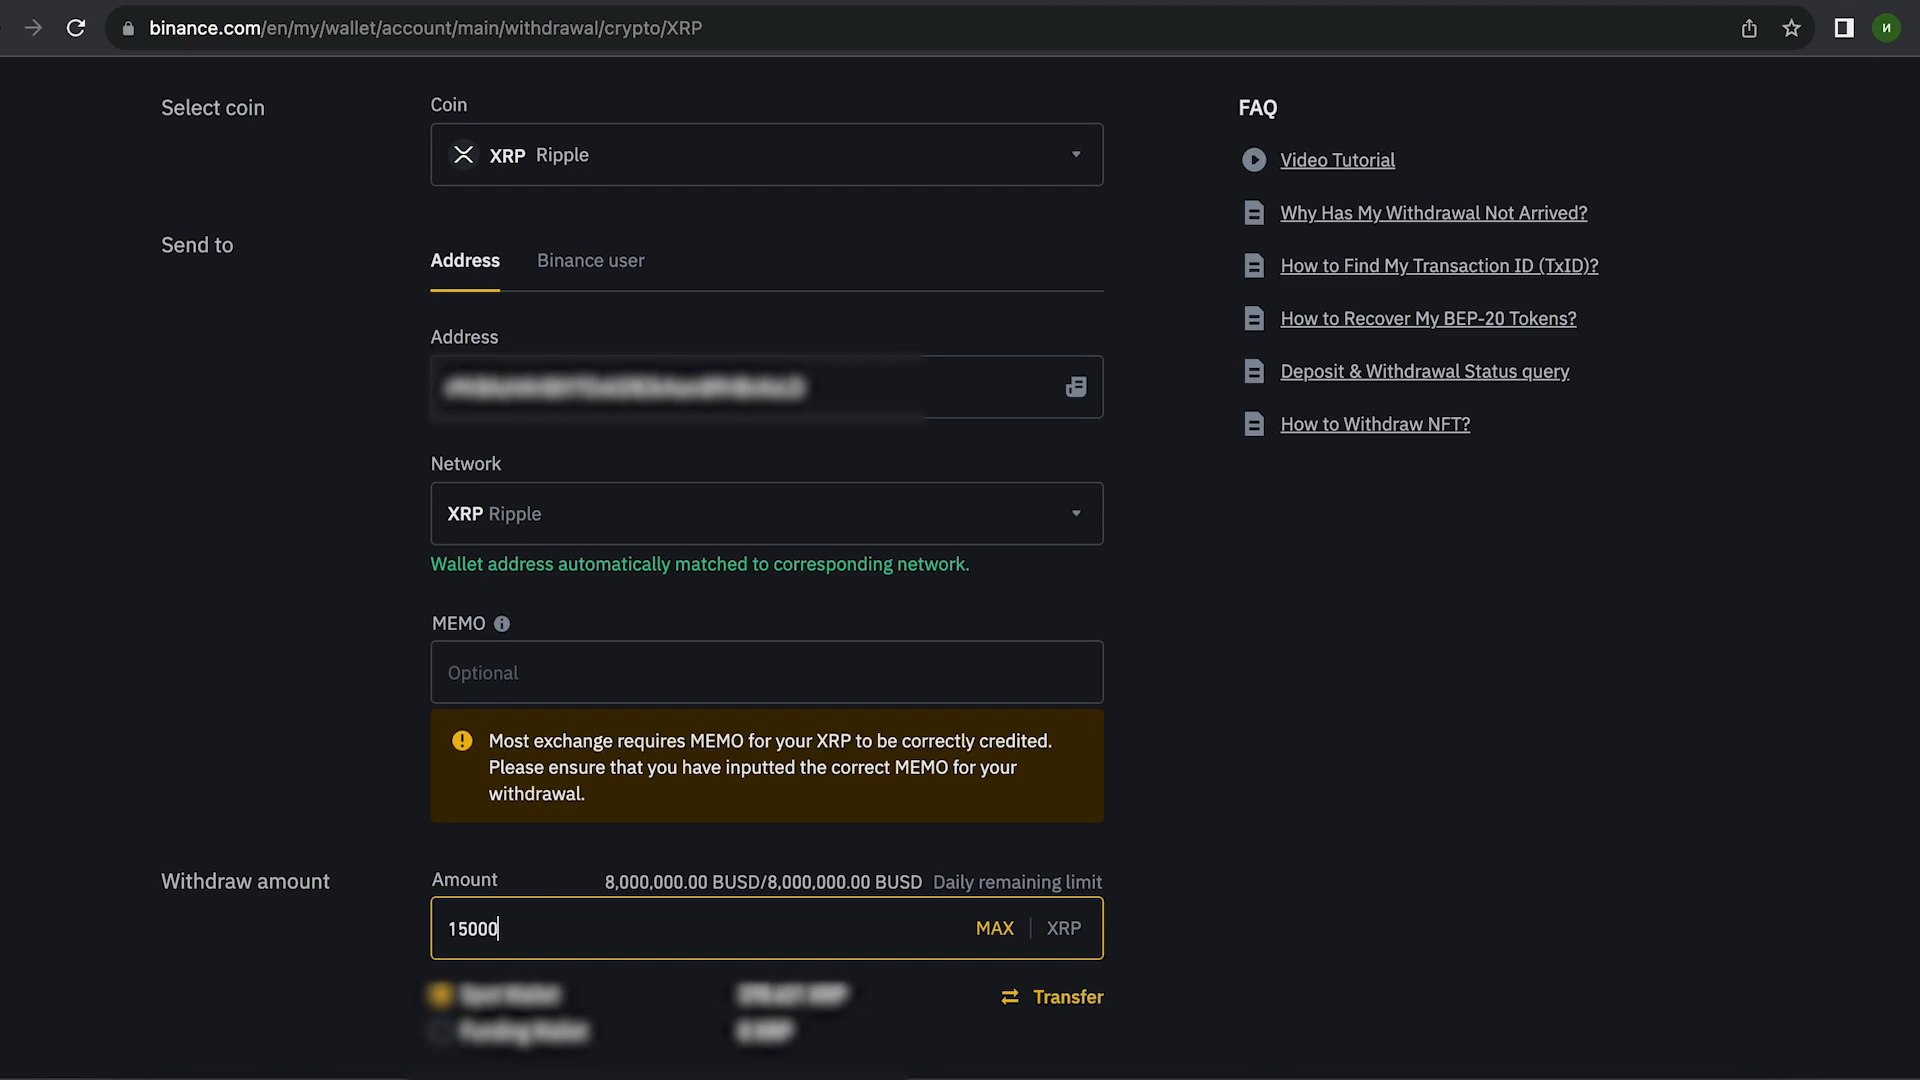 binance.com/en/my/wallet/account/main/withdrawal/crypto/XRP
И
Select coin
Coin
XRP Ripple
Send to
Address Binance user
Address
Network
XRP Ripple
Wallet address automatically matched to corresponding network.
MEMO
Optional
Most exchange requires MEMO for your XRP to be correctly credited.
Please ensure that you have inputted the correct MEMO for your
withdrawal.
Withdraw amount
Amount 8,000,000.00 BUSD/8,000,000.00 BUSD Daily remaining limit
15000 MAX XRP
Transfer
FAQ
Video Tutorial
Why Has My Withdrawal Not Arrived?
How to Find My Transaction ID (TxID)?
How to Recover My BEP-20 Tokens?
Deposit & Withdrawal Status query
How to Withdraw NFT?